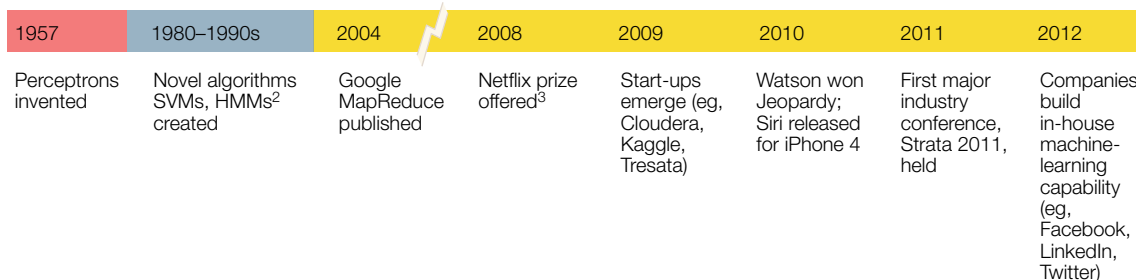 1957
1980–1990s
2004
2008
2009
2010
2011
2012
Perceptrons
invented
Novel algorithms
SVMs, HMMs²
created
Google
MapReduce
published
Netflix prize
offered³
Start-ups
emerge (eg,
Cloudera,
Kaggle,
Tresata)
Watson won
Jeopardy;
Siri released
for iPhone 4
First major
industry
conference,
Strata 2011,
held
Companies
build
in-house
machine-
learning
capability
(eg,
Facebook,
LinkedIn,
Twitter)